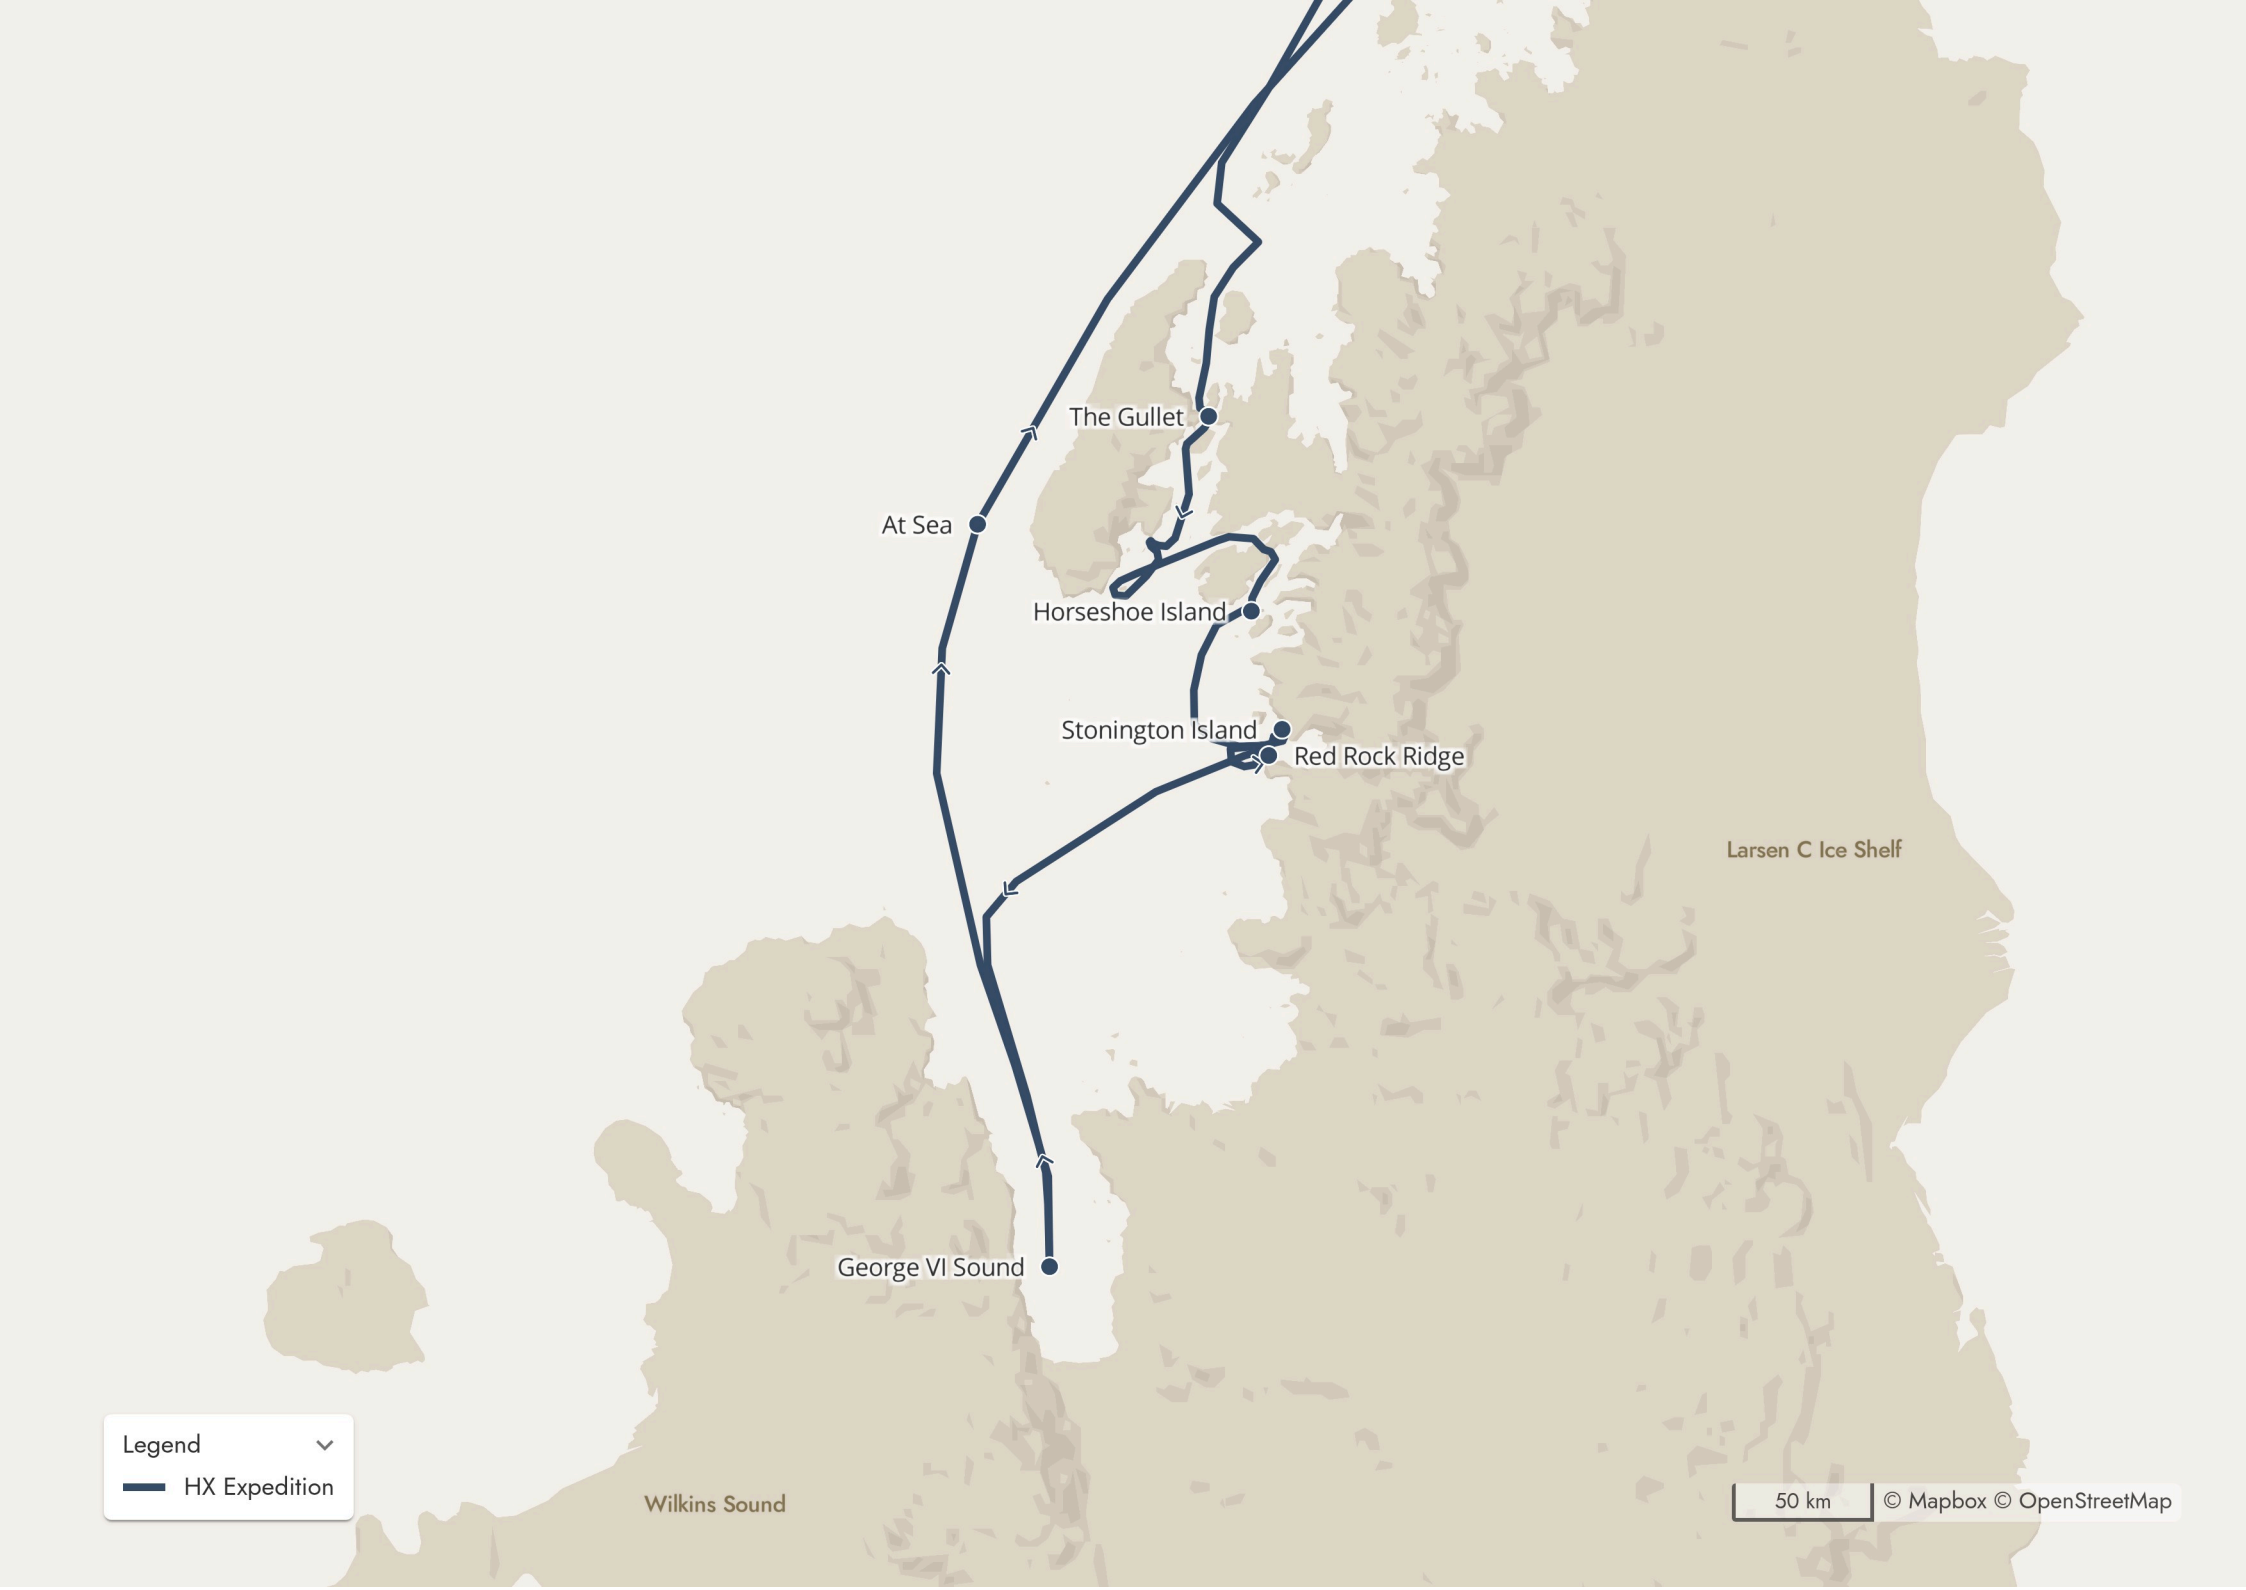 The Gullet
At Sea
Horseshoe Island
Stonington Island
Red Rock Ridge
Larsen C Ice Shelf
George VI Sound
Legend
HX Expedition
Wilkins Sound
50 km
© Mapbox © OpenStreetMap